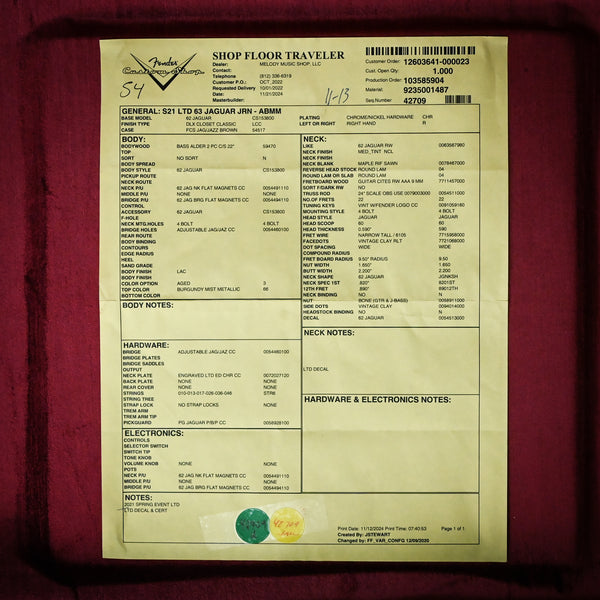 Fender
Custom Shop
S4
SHOP FLOOR TRAVELER
Dealer: MELODY MUSIC SHOP, LLC
Contact:
Telephone (812) 336-8319
Customer P.O.: OCT_2022
Requested Delivery 10/01/2022
Date: 11/21/2024
Masterbuilder:
11-13
Customer Order: 12603641-000023
Cust. Open Qty: 1.000
Production Order: 103585904
Material: 9235001487
Seq.Number 42709
GENERAL: S21 LTD 63 JAGUAR JRN - ABMM
BASE MODEL 62 JAGUAR CS153800
FINISH TYPE DLX CLOSET CLASSIC LCC
CASE FCS JAG/JAZZ BROWN S4517
PLATING CHROME/NICKEL HARDWARE CHR
LEFT OR RIGHT RIGHT HAND R
BODY:
BODYWOOD BASS ALDER 2 PC C/S 22" 59470
TOP
SORT NO SORT N
BODY SPREAD
BODY STYLE 62 JAGUAR CS153800
PICKUP ROUTE
NECK ROUTE
NECK P/U 62 JAG NK FLAT MAGNETS CC 0054491110
MIDDLE P/U NONE NONE
BRIDGE P/U 62 JAG BRG FLAT MAGNETS CC 0054494110
CONTROL
ACCESSORY 62 JAGUAR CS153800
F-HOLE
NECK MTG.HOLES 4 BOLT 4 BOLT
BRIDGE HOLES ADJUSTABLE JAG/JAZ CC 0054460100
REAR ROUTE
BODY BINDING
CONTOURS
EDGE RADIUS
HEEL
SAND GRADE
BODY FINISH LAC
BODY FINISH
COLOR OPTION AGED 3
TOP COLOR BURGUNDY MIST METALLIC 66
BOTTOM COLOR
BODY NOTES:
HARDWARE:
BRIDGE ADJUSTABLE JAG/JAZ CC 0054460100
BRIDGE PLATES
BRIDGE SADDLES
OUTPUT
NECK PLATE ENGRAVED LTD ED CHR CC 0072027120
BACK PLATE NONE NONE
REAR COVER NONE NONE
STRINGS 010-013-017-026-036-046 STR6
STRING TREE
STRAP LOCK NO STRAP LOCKS NONE
TREM ARM
TREM ARM TIP
PICKGUARD PG JAGUAR P/B/P CC 0058928100
ELECTRONICS:
CONTROLS
SELECTOR SWITCH
SWITCH TIP
TONE KNOB
VOLUME KNOB NONE NONE
POTS
NECK P/U 62 JAG NK FLAT MAGNETS CC 0054491110
MIDDLE P/U NONE NONE
BRIDGE P/U 62 JAG BRG FLAT MAGNETS CC 0054494110
NECK:
LIKE 62 JAGUAR RW 0063567980
NECK FINISH MED_TINT NCL
NECK FINISH
NECK BLANK MAPLE RIF SAWN 0078467000
REVERSE HEAD STOCK ROUND LAM 04
ROUND LAM OR SLAB ROUND LAM 04
FRETBOARD WOOD GUITAR CITES RW AAA 9 MM 7715157000
SORT F/DARK RW NO
TRUSS ROD 24" SCALE OBS USE 0079003000 0054511000
NO.OF FRETS 22 22
TUNING KEYS VINT W/FENDER LOGO CC 0091059160
MOUNTING STYLE 4 BOLT 4 BOLT
HEAD STYLE JAGUAR JAGUAR
HEAD SCOOP 60 60
HEAD THICKNESS 0.590" 590
FRET WIRE NARROW TALL / 6105 7715958000
FACEDOTS VINTAGE CLAY PLT 7721068000
DOT SPACING WIDE WIDE
COMPOUND RADIUS
FRET BOARD RADIUS 9.50" RADIUS 9.50
NUT WIDTH 1.650" 1.650
BUTT WIDTH 2.200" 2.200
NECK SHAPE 62 JAGUAR JGNKSH
NECK SPEC 1ST .820" 8201ST
12TH FRET .890" 89012TH
NECK BINDING NO N
NUT BONE (GTR & J-BASS) 0058911000
SIDE DOTS VINTAGE CLAY 0094014000
HEADSTOCK BINDING NO N
DECAL 62 JAGUAR 0054513000
NECK NOTES:
LTD DECAL
HARDWARE & ELECTRONICS NOTES:
NOTES:
2021 SPRING EVENT LTD
LTD DECAL & CERT
42709
Print Date: 11/12/2024 Print Time: 07:40:53
Page 1 of 1
Created By: JSTEWART
Changed by: FF_VAR_CONFG 12/09/2020